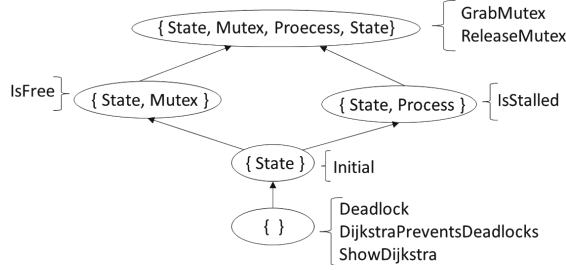 { State, Mutex, Proecess, State}
GrabMutex
ReleaseMutex
IsFree
{ State, Mutex }
{ State, Process }
IsStalled
{ State }
Initial
{ }
Deadlock
DijkstraPreventsDeadlocks
ShowDijkstra